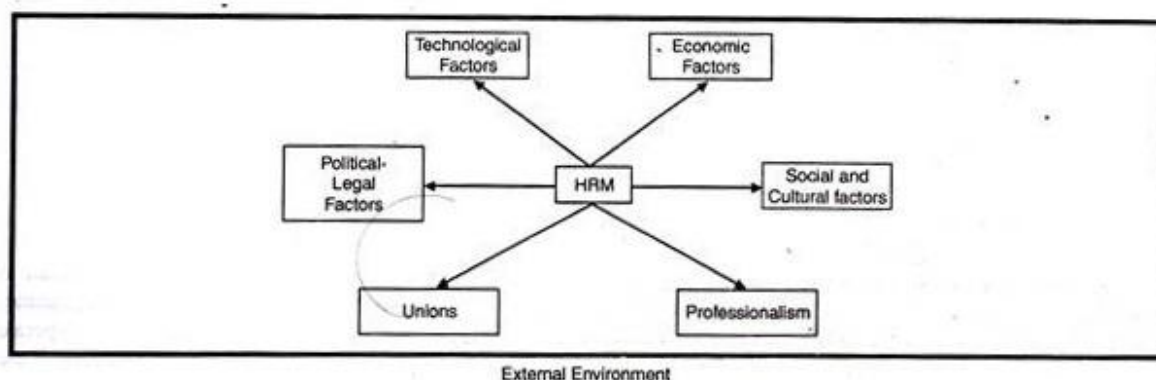 Technological
Factors
Economic
Factors
Political-
Legal
Factors
HRM
Social and
Cultural factors
Unions
Professionalism
External Environment